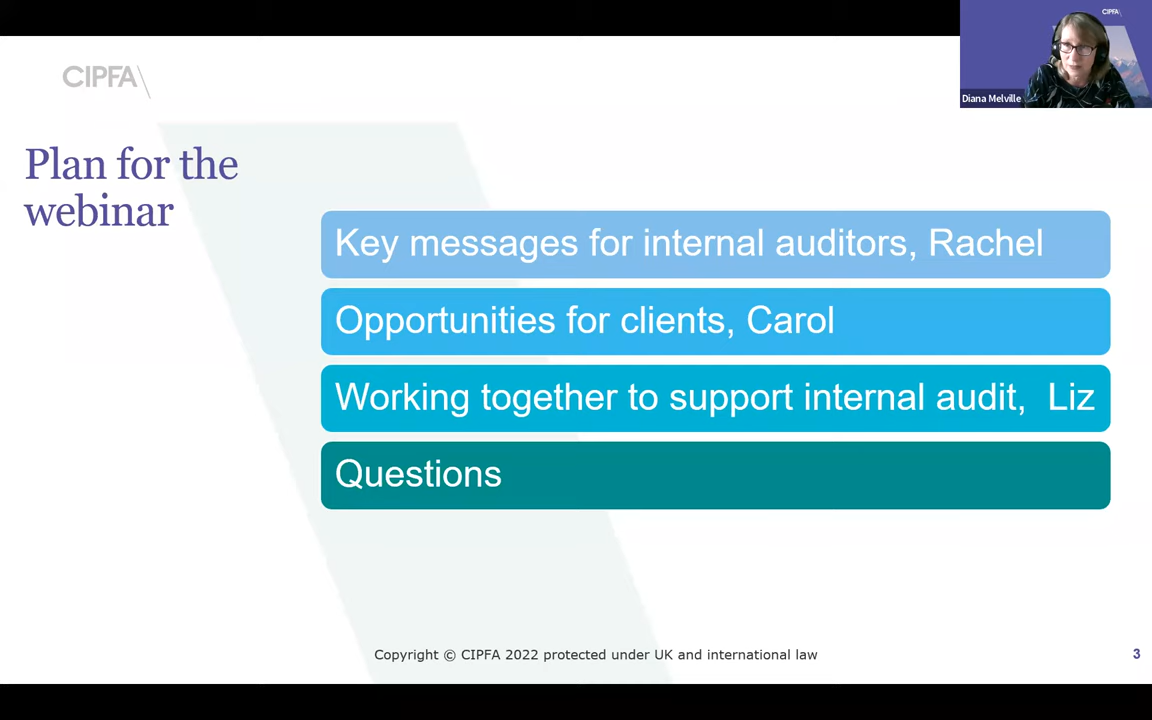 CIPFA
CIPFA
Diana Melville
Plan for the
webinar
Key messages for internal auditors, Rachel
Opportunities for clients, Carol
Working together to support internal audit,  Liz
Questions
Copyright © CIPFA 2022 protected under UK and international law
3